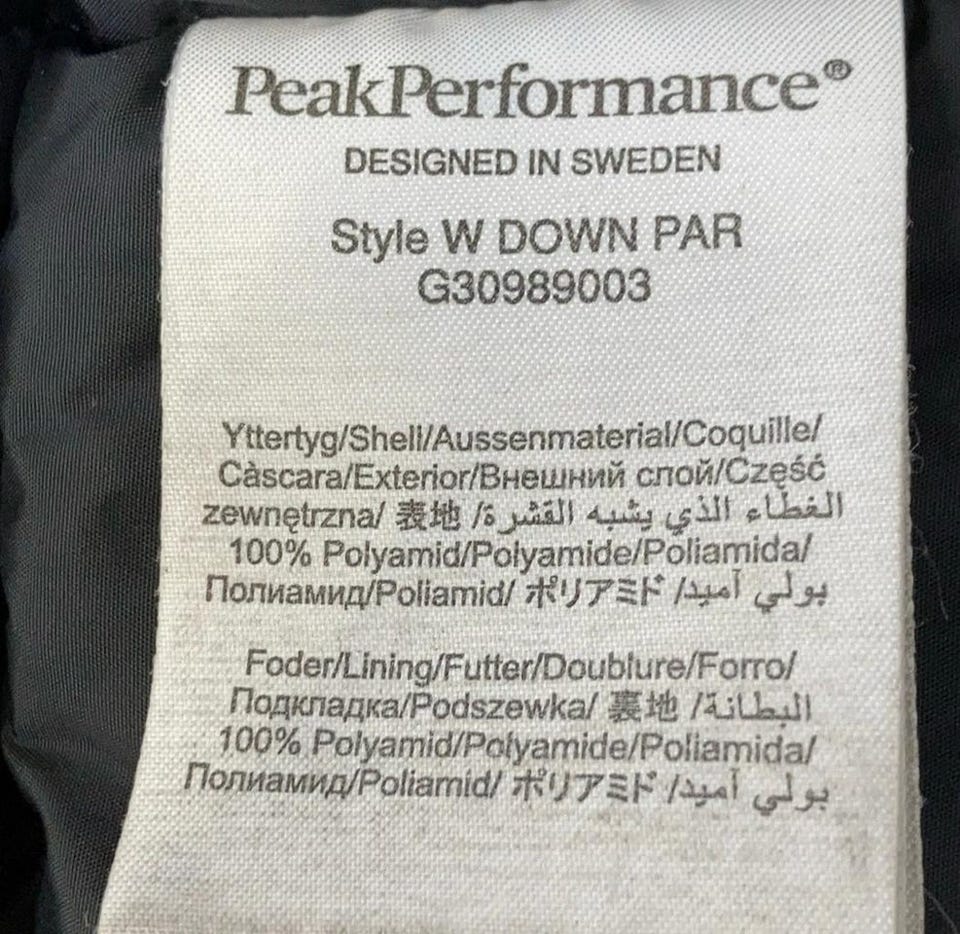 PeakPerformance®
DESIGNED IN SWEDEN
Style W DOWN PAR
G30989003
Yttertyg/Shell/Aussenmaterial/Coquille/
Càscara/Exterior/Внешний слой/Część
zewnętrzna/ 表地 /الغطاء الذي يشبه القشرة
100% Polyamid/Polyamide/Poliamida/
Полиамид/Poliamid/ ポリアミド /بولي آميد
Foder/Lining/Futter/Doublure/Forro/
Подкладка/Podszewka/ 裏地 /البطانة
100% Polyamid/Polyamide/Poliamida/
Полиамид/Poliamid/ ポリアミド /بولي آميد